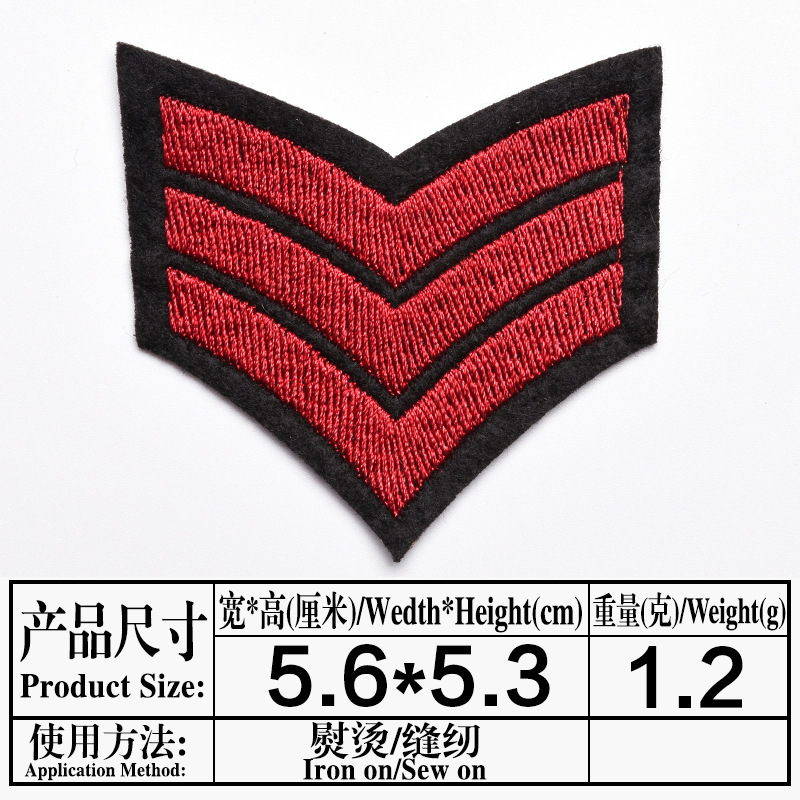 产品尺寸
Product Size:
宽*高(厘米)/Wedth*Height(cm)
重量(克)/Weight(g)
5.6*5.3
1.2
使用方法:
Application Method:
熨烫/缝纫
Iron on/Sew on